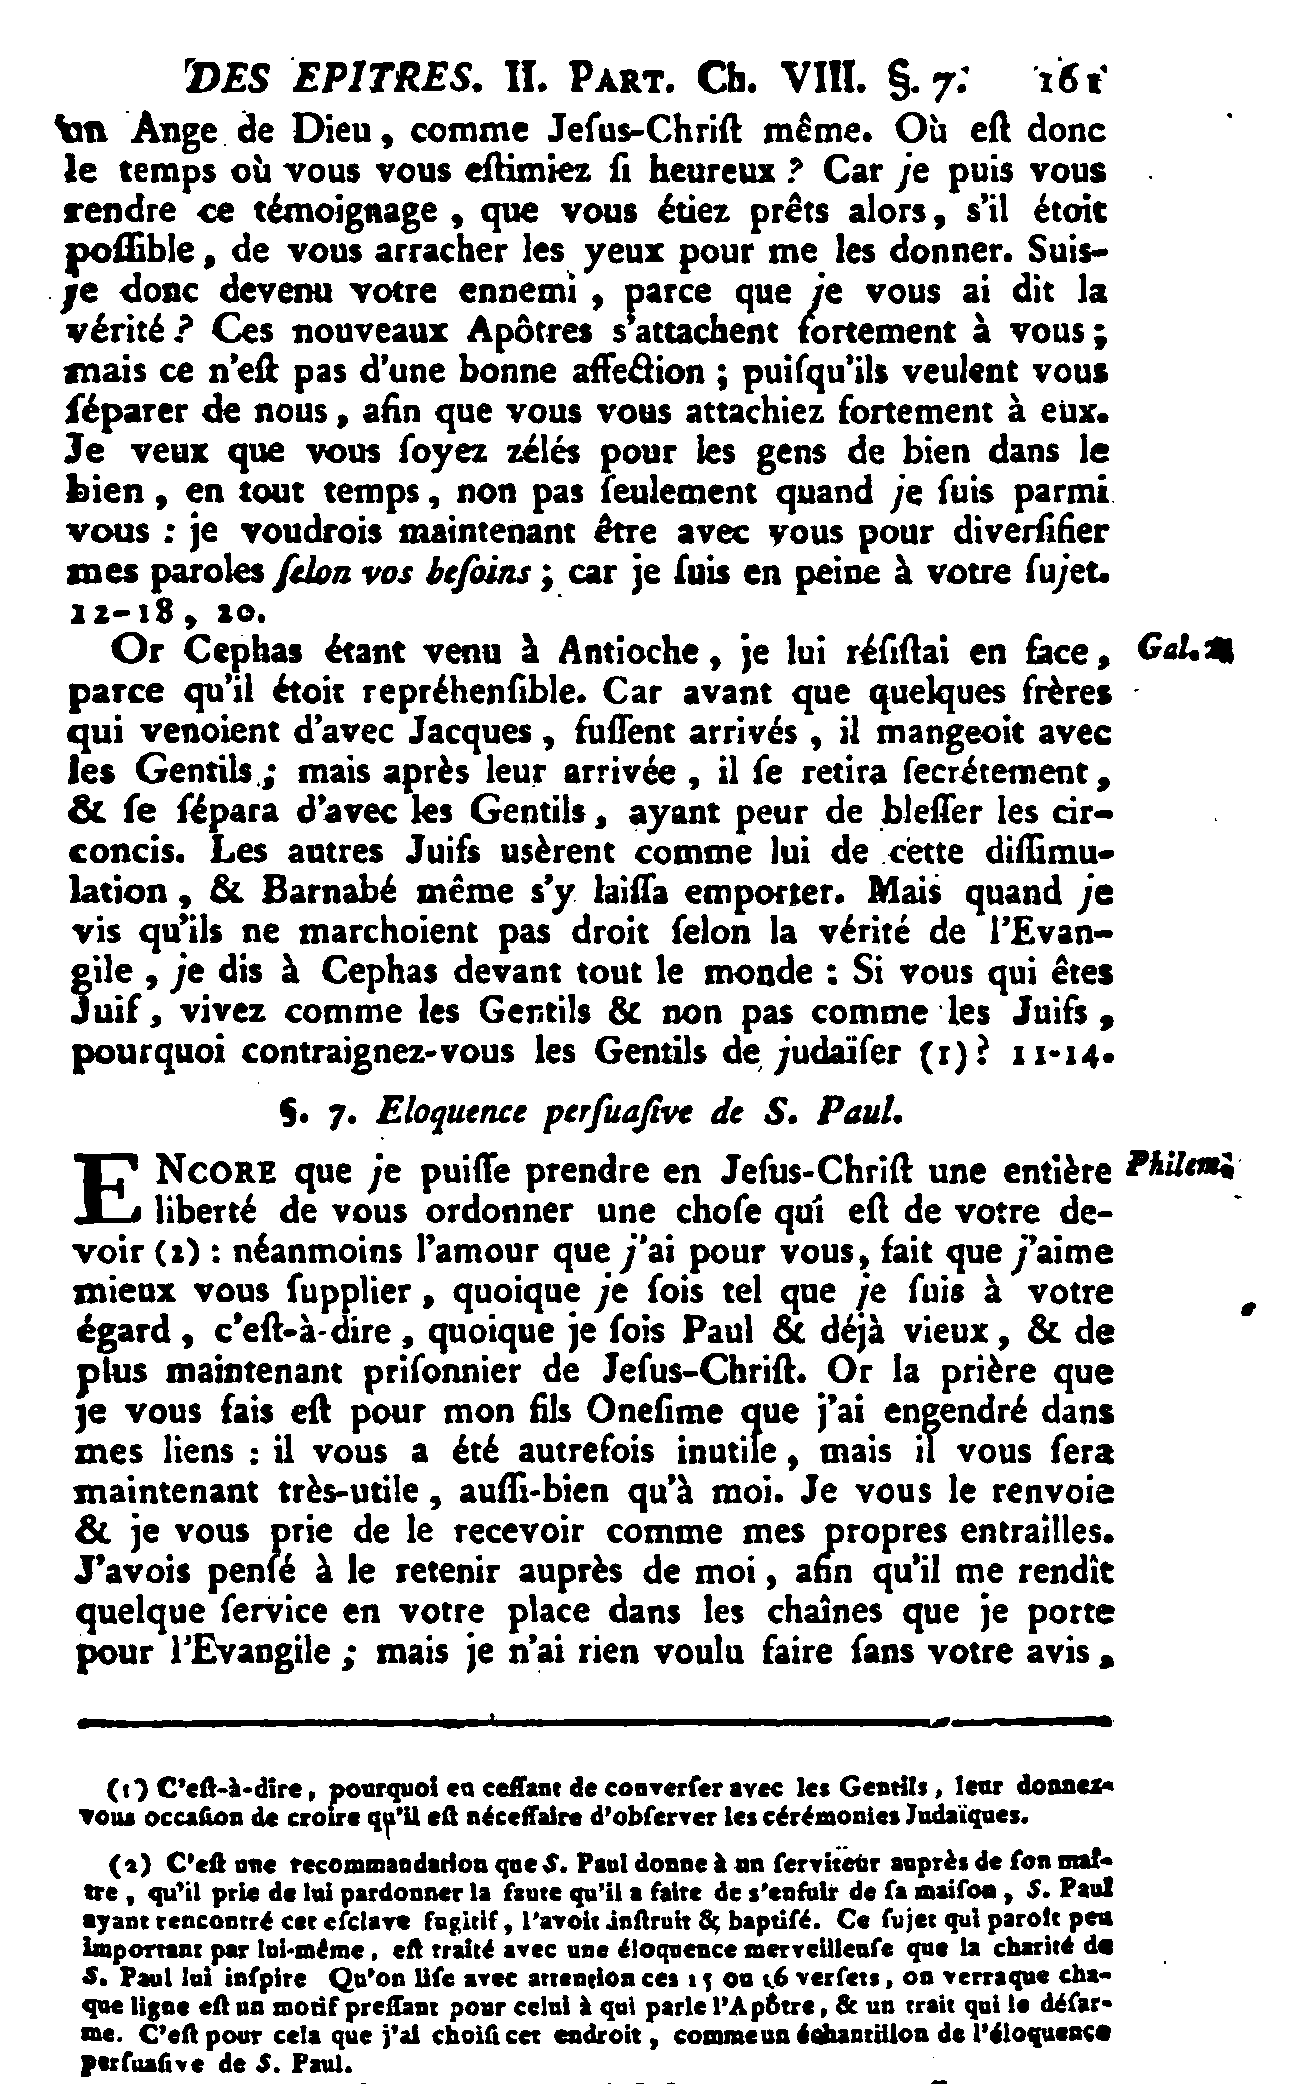 DES EPITRES. II. PART. Ch. VIII. §. 7. 161
un Ange de Dieu, comme Jeſus-Chriſt même. Où eſt donc
le temps où vous vous eſtimiez ſi heureux? Car je puis vous
rendre ce témoignage, que vous étiez prêts alors, s'il étoit
poſſible, de vous arracher les yeux pour me les donner. Suis-
je donc devenu votre ennemi, parce que je vous ai dit la
vérité? Ces nouveaux Apôtres s'attachent fortement à vous;
mais ce n'eſt pas d'une bonne affection; puiſqu'ils veulent vous
ſéparer de nous, afin que vous vous attachiez fortement à eux.
Je veux que vous ſoyez zélés pour les gens de bien dans le
bien, en tout temps, non pas ſeulement quand je ſuis parmi
vous: je voudrois maintenant être avec vous pour diverſifier
mes paroles ſelon vos beſoins; car je ſuis en peine à votre ſujet.
12-18, 20.
Or Cephas étant venu à Antioche, je lui réſiſtai en face, Gal. 2
parce qu'il étoit repréhenſible. Car avant que quelques frères
qui venoient d'avec Jacques, fuſſent arrivés, il mangeoit avec
les Gentils; mais après leur arrivée, il ſe retira ſecrétement,
& ſe ſépara d'avec les Gentils, ayant peur de bleſſer les cir-
concis. Les autres Juifs usèrent comme lui de cette diſſimu-
lation, & Barnabé même s'y laiſſa emporter. Mais quand je
vis qu'ils ne marchoient pas droit ſelon la vérité de l'Evan-
gile, je dis à Cephas devant tout le monde: Si vous qui êtes
Juif, vivez comme les Gentils & non pas comme les Juifs,
pourquoi contraignez-vous les Gentils de judaïſer (1)? 11-14.
§. 7. Eloquence perſuaſive de S. Paul.
ENCORE que je puiſſe prendre en Jeſus-Chriſt une entière Philem.
liberté de vous ordonner une choſe qui eſt de votre de-
voir (2): néanmoins l'amour que j'ai pour vous, fait que j'aime
mieux vous ſupplier, quoique je ſois tel que je ſuis à votre
égard, c'eſt-à-dire, quoique je ſois Paul & déjà vieux, & de
plus maintenant priſonnier de Jeſus-Chriſt. Or la prière que
je vous fais eſt pour mon fils Oneſime que j'ai engendré dans
mes liens: il vous a été autrefois inutile, mais il vous ſera
maintenant très-utile, auſſi-bien qu'à moi. Je vous le renvoie
& je vous prie de le recevoir comme mes propres entrailles.
J'avois penſé à le retenir auprès de moi, afin qu'il me rendît
quelque ſervice en votre place dans les chaînes que je porte
pour l'Evangile; mais je n'ai rien voulu faire ſans votre avis,
(1) C'eſt-à-dire, pourquoi en ceſſant de converſer avec les Gentils, leur donnez-
vous occaſion de croire qu'il eſt néceſſaire d'obſerver les cérémonies Judaïques.
(2) C'eſt une recommandation que S. Paul donne à un ſerviteur auprès de ſon maî-
tre, qu'il prie de lui pardonner la faute qu'il a faite de s'enfuir de ſa maiſon, S. Paul
ayant rencontré cet eſclave fugitif, l'avoit inſtruit & baptiſé. Ce ſujet qui paroît peu
important par lui-même, eſt traité avec une éloquence merveilleuſe que la charité de
S. Paul lui inſpire Qu'on liſe avec attention ces 15 ou 16 verſets, on verra que cha-
que ligne eſt un motif preſſant pour celui à qui parle l'Apôtre, & un trait qui le déſar-
me. C'eſt pour cela que j'ai choiſi cet endroit, comme un échantillon de l'éloquence
perſuaſive de S. Paul.